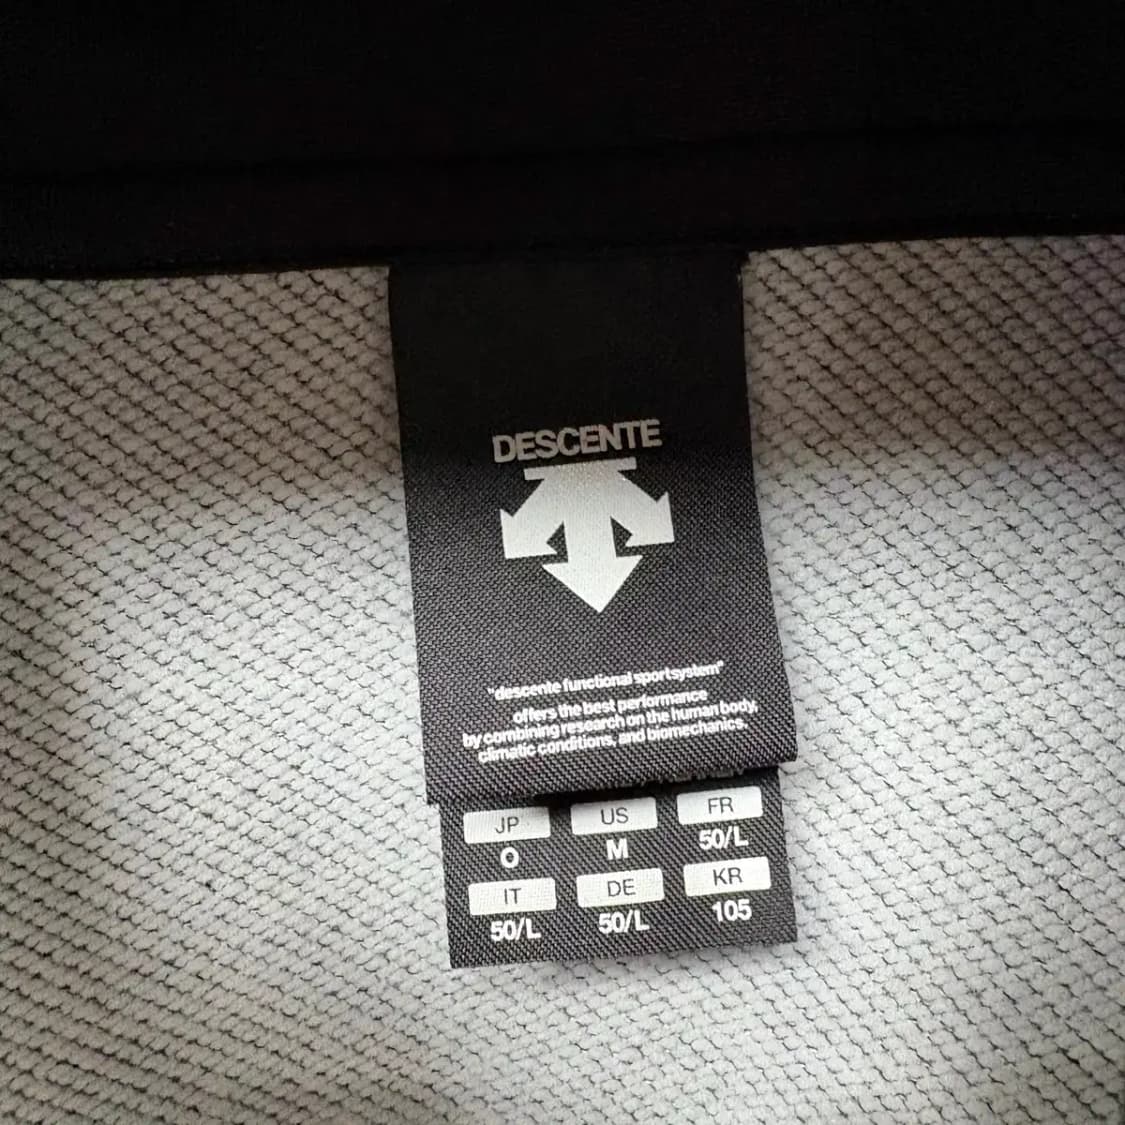 DESCENTE
"descente functional sportsystem"
offers the best performance
by combining research on the human body,
climatic conditions, and biomechanics.
JP US FR
O M 50/L
IT DE KR
50/L 50/L 105